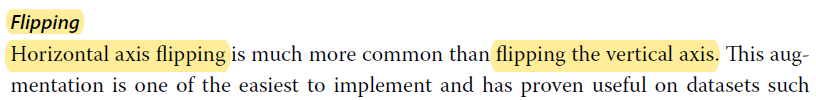 Flipping
Horizontal axis flipping is much more common than flipping the vertical axis. This aug-
mentation is one of the easiest to implement and has proven useful on datasets such